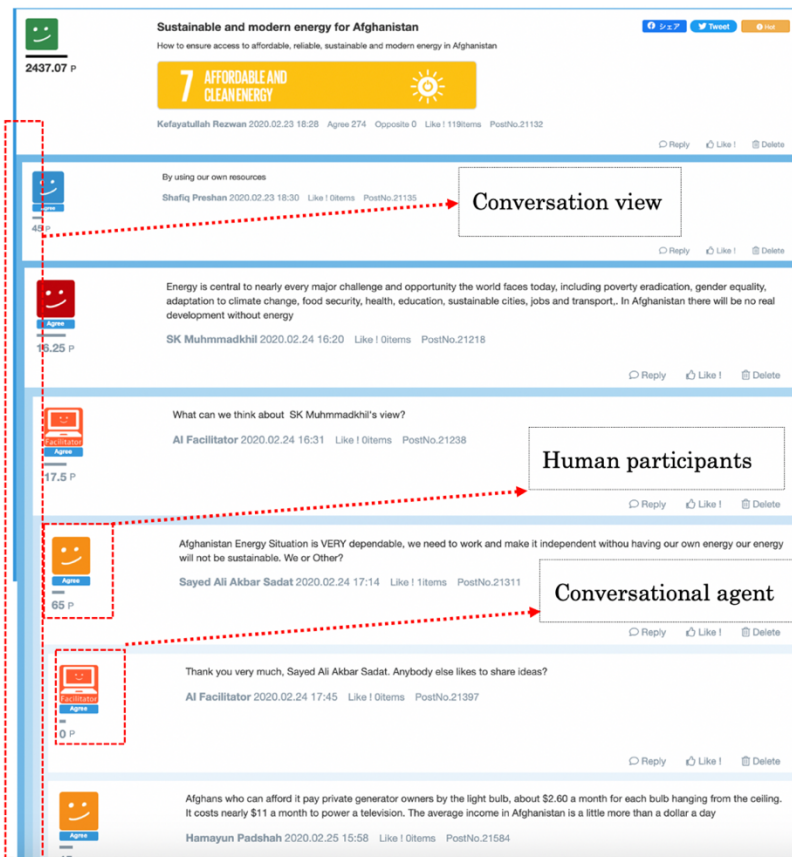 Sustainable and modern energy for Afghanistan
シェア
Tweet
Hot
How to ensure access to affordable, reliable, sustainable and modern energy in Afghanistan
2437.07 P
7 AFFORDABLE AND
CLEAN ENERGY
Kefayatullah Rezwan 2020.02.23 18:28 Agree 274 Opposite 0 Like ! 119items PostNo.21132
Reply Like ! Delete
By using our own resources
Agree
Shafiq Preshan 2020.02.23 18:30 Like ! 0items PostNo.21135
45 P
Conversation view
Reply Like ! Delete
Energy is central to nearly every major challenge and opportunity the world faces today, including poverty eradication, gender equality,
adaptation to climate change, food security, health, education, sustainable cities, jobs and transport,. In Afghanistan there will be no real
development without energy
Agree
SK Muhmmadkhil 2020.02.24 16:20 Like ! 0items PostNo.21218
16.25 P
Reply Like ! Delete
What can we think about SK Muhmmadkhil's view?
Facilitator
Agree
AI Facilitator 2020.02.24 16:31 Like ! 0items PostNo.21238
17.5 P
Human participants
Reply Like ! Delete
Afghanistan Energy Situation is VERY dependable, we need to work and make it independent withou having our own energy our energy
will not be sustainable. We or Other?
Agree
Sayed Ali Akbar Sadat 2020.02.24 17:14 Like ! 1items PostNo.21311
65 P
Conversational agent
Reply Like ! Delete
Thank you very much, Sayed Ali Akbar Sadat. Anybody else likes to share ideas?
Facilitator
Agree
AI Facilitator 2020.02.24 17:45 Like ! 0items PostNo.21397
0 P
Reply Like ! Delete
Afghans who can afford it pay private generator owners by the light bulb, about $2.60 a month for each bulb hanging from the ceiling.
It costs nearly $11 a month to power a television. The average income in Afghanistan is a little more than a dollar a day
Agree
Hamayun Padshah 2020.02.25 15:58 Like ! 0items PostNo.21584